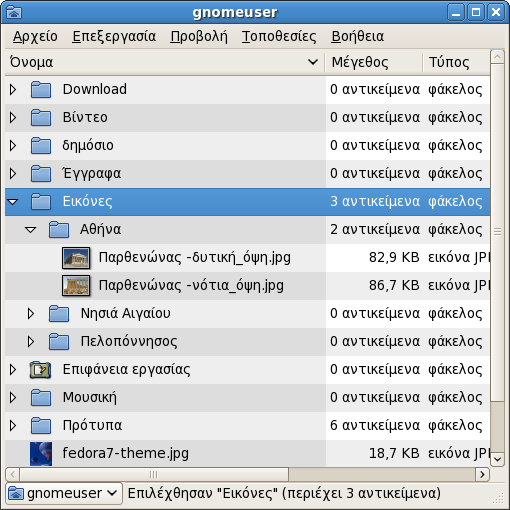 gnomeuser
Αρχείο Επεξεργασία Προβολή Τοποθεσίες Βοήθεια
Όνομα Μέγεθος Τύπος
Download 0 αντικείμενα φάκελος
Βίντεο 0 αντικείμενα φάκελος
δημόσιο 0 αντικείμενα φάκελος
Έγγραφα 0 αντικείμενα φάκελος
Εικόνες 3 αντικείμενα φάκελος
Αθήνα 2 αντικείμενα φάκελος
Παρθενώνας -δυτική_όψη.jpg 82,9 KB εικόνα JP
Παρθενώνας -νότια_όψη.jpg 86,7 KB εικόνα JP
Νησιά Αιγαίου 0 αντικείμενα φάκελος
Πελοπόννησος 0 αντικείμενα φάκελος
Επιφάνεια εργασίας 0 αντικείμενα φάκελος
Μουσική 0 αντικείμενα φάκελος
Πρότυπα 6 αντικείμενα φάκελος
fedora7-theme.jpg 18,7 KB εικόνα JP
gnomeuser Επιλέχθησαν "Εικόνες" (περιέχει 3 αντικείμενα)